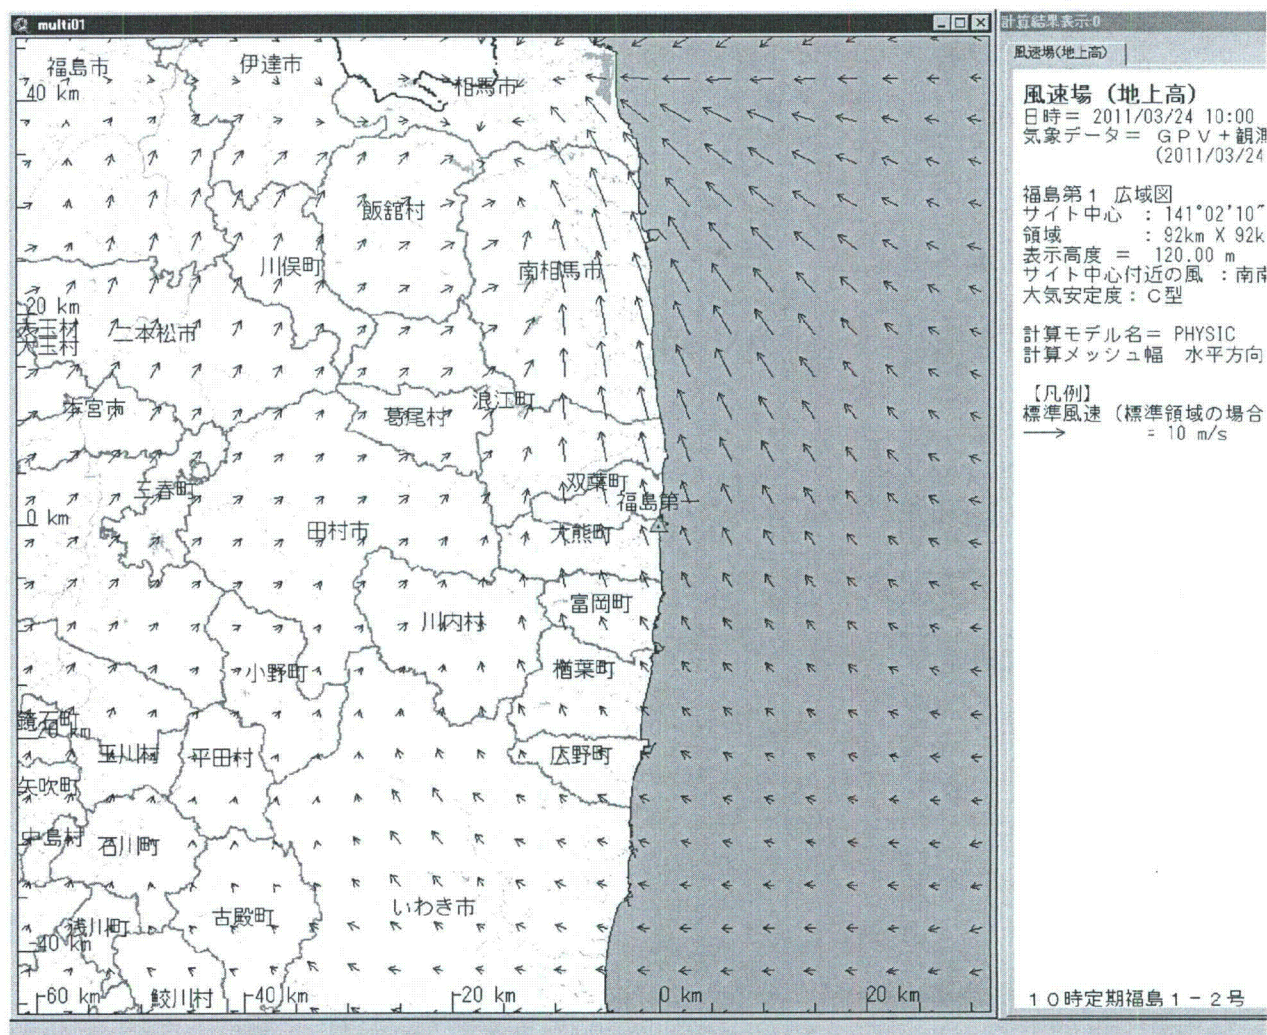 multi01
福島市
伊達市
相馬市
40 km
飯舘村
川俣町
南相馬市
20 km
大玉村
大玉村
二本松市
本宮市
葛尾村
浪江町
三春町
双葉町
福島第一
0 km
田村市
大熊町
富岡町
川内村
小野町
楢葉町
鏡石町
-20 km
玉川村
平田村
広野町
矢吹町
中島村
石川町
いわき市
古殿町
浅川町
-40 km
-60 km
鮫川村
-40 km
-20 km
0 km
20 km
計算結果表示:0
風速場(地上高)
風速場（地上高）
日時＝ 2011/03/24 10:00
気象データ＝ ＧＰＶ＋観測
(2011/03/24
福島第１ 広域図
サイト中心 ：141°02'10"
領域 ：92km X 92k
表示高度 ＝ 120.00 m
サイト中心付近の風 ：南南
大気安定度：Ｃ型
計算モデル名＝ PHYSIC
計算メッシュ幅 水平方向
【凡例】
標準風速（標準領域の場合
= 10 m/s
１０時定期福島１－２号